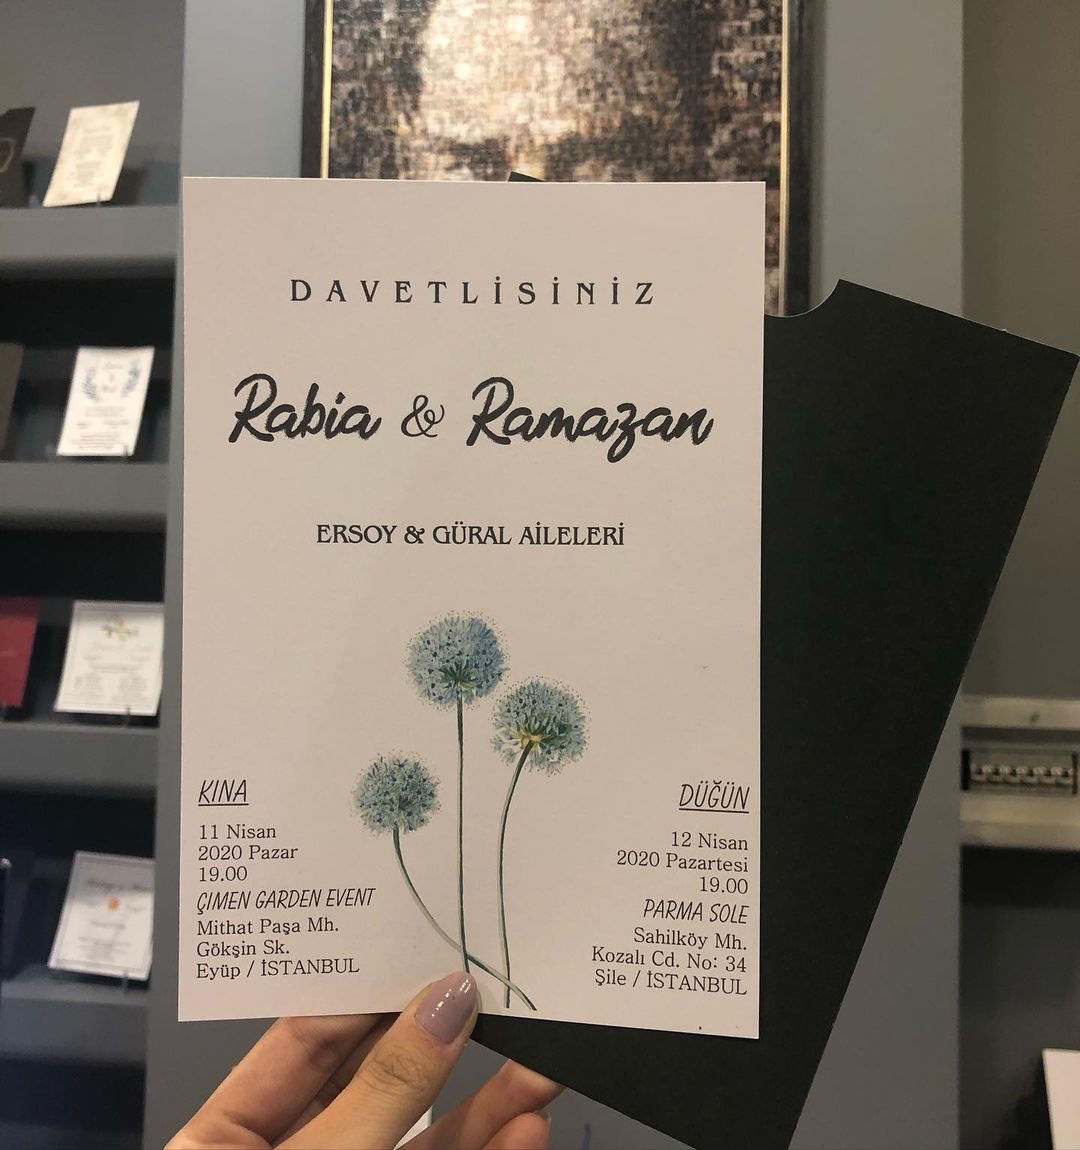 DAVETLİSİNİZ
Rabia & Ramazan
ERSOY & GÜRAL AİLELERİ
KINA
11 Nisan
2020 Pazar
19.00
ÇIMEN GARDEN EVENT
Mithat Paşa Mh.
Gökşin Sk.
Eyüp / İSTANBUL
DÜĞÜN
12 Nisan
2020 Pazartesi
19.00
PARMA SOLE
Sahilköy Mh.
Kozalı Cd. No: 34
Şile / İSTANBUL